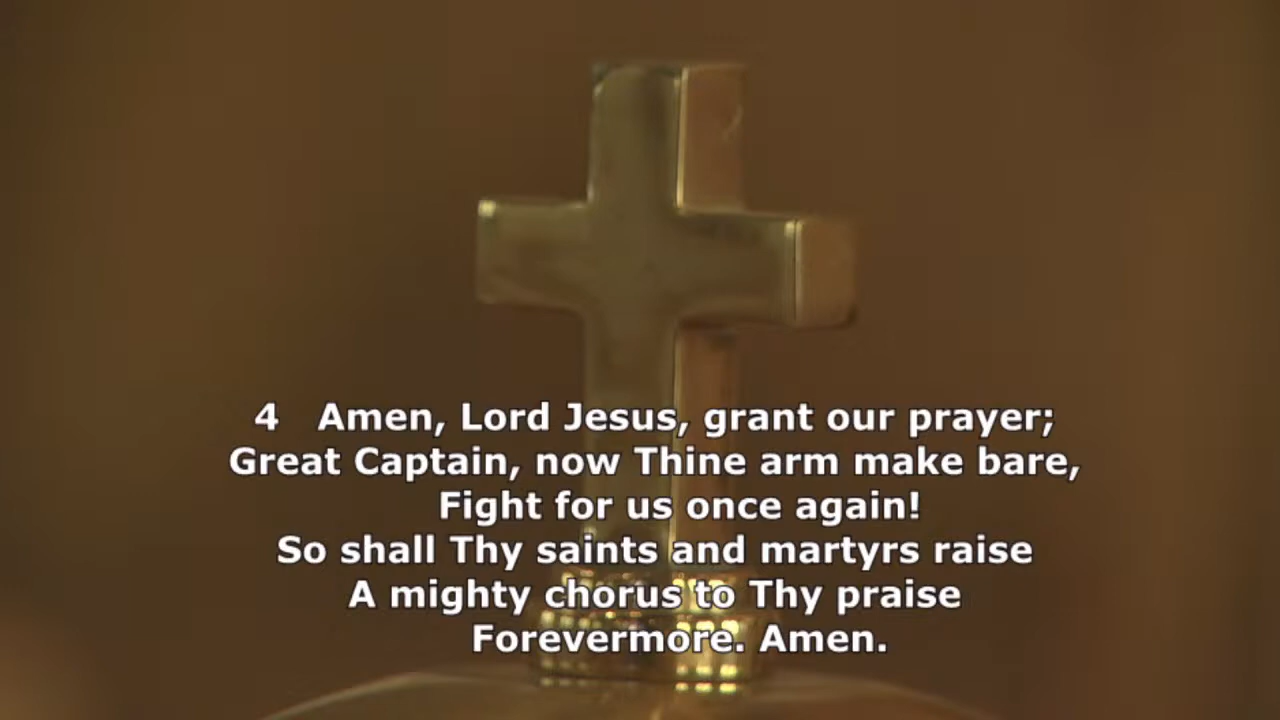 4 Amen, Lord Jesus, grant our prayer;
Great Captain, now Thine arm make bare,
Fight for us once again!
So shall Thy saints and martyrs raise
A mighty chorus to Thy praise
Forevermore. Amen.